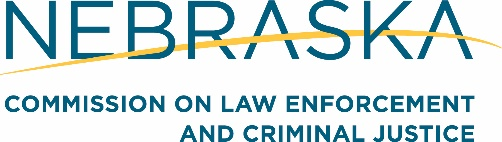 NEBRASKA
COMMISSION ON LAW ENFORCEMENT
AND CRIMINAL JUSTICE